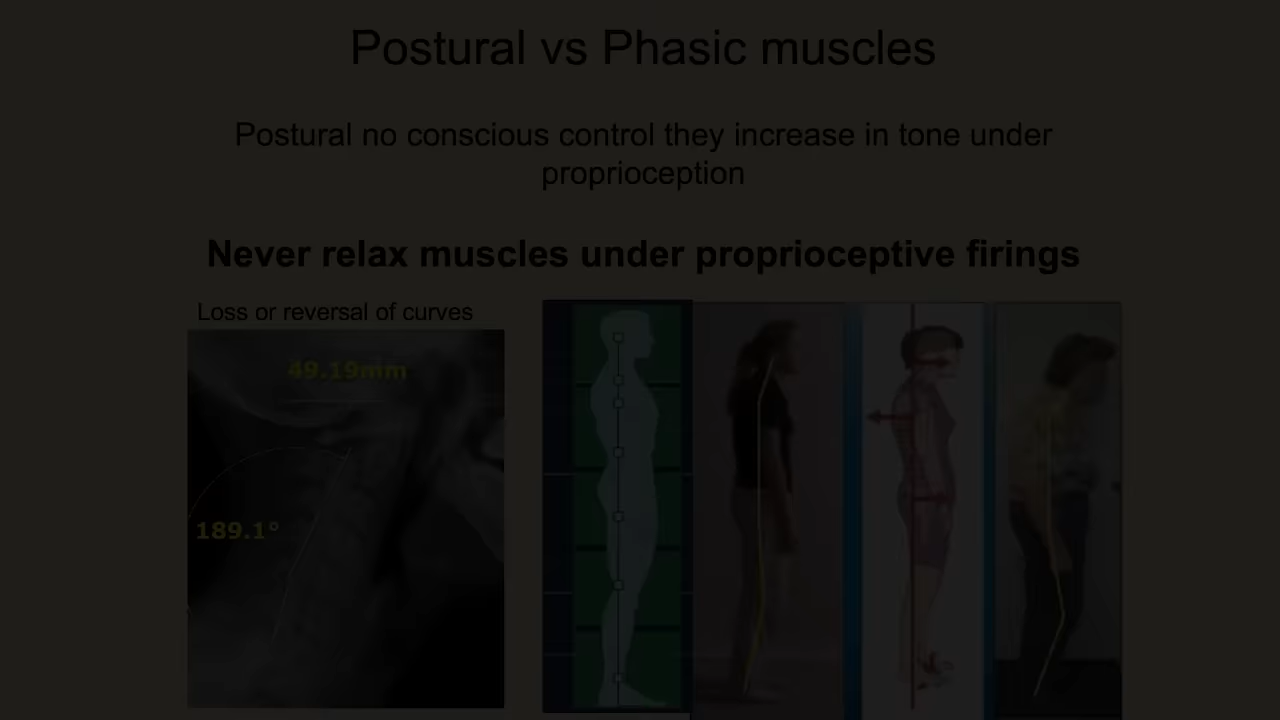 Postural vs Phasic muscles
Postural no conscious control they increase in tone under
proprioception
Never relax muscles under proprioceptive firings
Loss or reversal of curves
49.19mm
189.1°